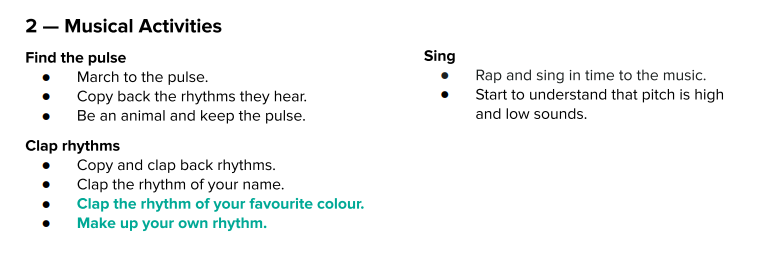 2 — Musical Activities
Find the pulse
● March to the pulse.
● Copy back the rhythms they hear.
● Be an animal and keep the pulse.
Clap rhythms
● Copy and clap back rhythms.
● Clap the rhythm of your name.
● Clap the rhythm of your favourite colour.
● Make up your own rhythm.
Sing
● Rap and sing in time to the music.
● Start to understand that pitch is high
and low sounds.